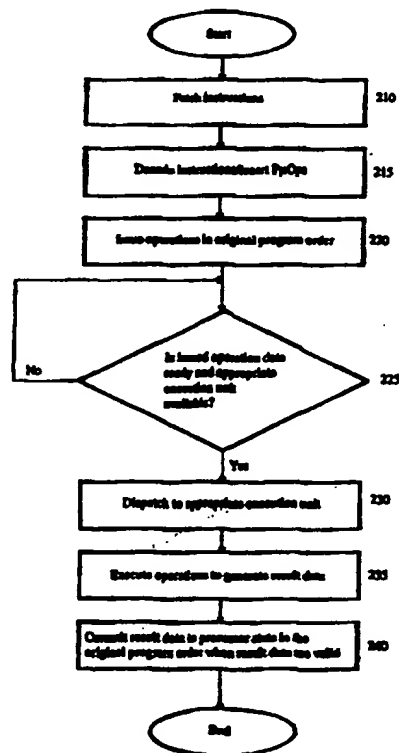 Start
Fetch instructions
210
Decode instructions/insert FpOps
215
Issue operations in original program order
220
Is issued operation data
ready and appropriate
execution unit
available?
225
No
Yes
Dispatch to appropriate execution unit
230
Execute operations to generate result data
235
Commit result data to processor state in the
original program order when result data are valid
240
End